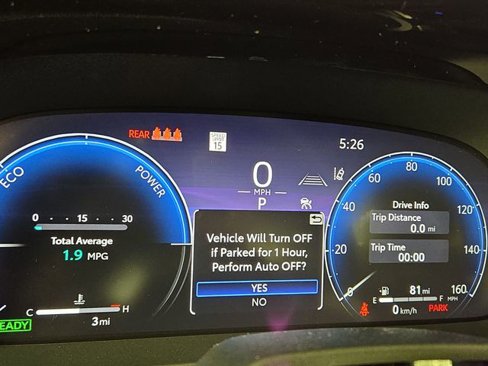 REAR
SPEED LIMIT 15
5:26
ECO
POWER
0
MPH
P
0 15 30
Total Average
1.9 MPG
C H
3 mi
READY
Vehicle Will Turn OFF
if Parked for 1 Hour,
Perform Auto OFF?
YES
NO
0 20 40 60 80 100 120 140 160 MPH
Drive Info
Trip Distance
0.0 mi
Trip Time
00:00
E 81 mi F
0 km/h
PARK